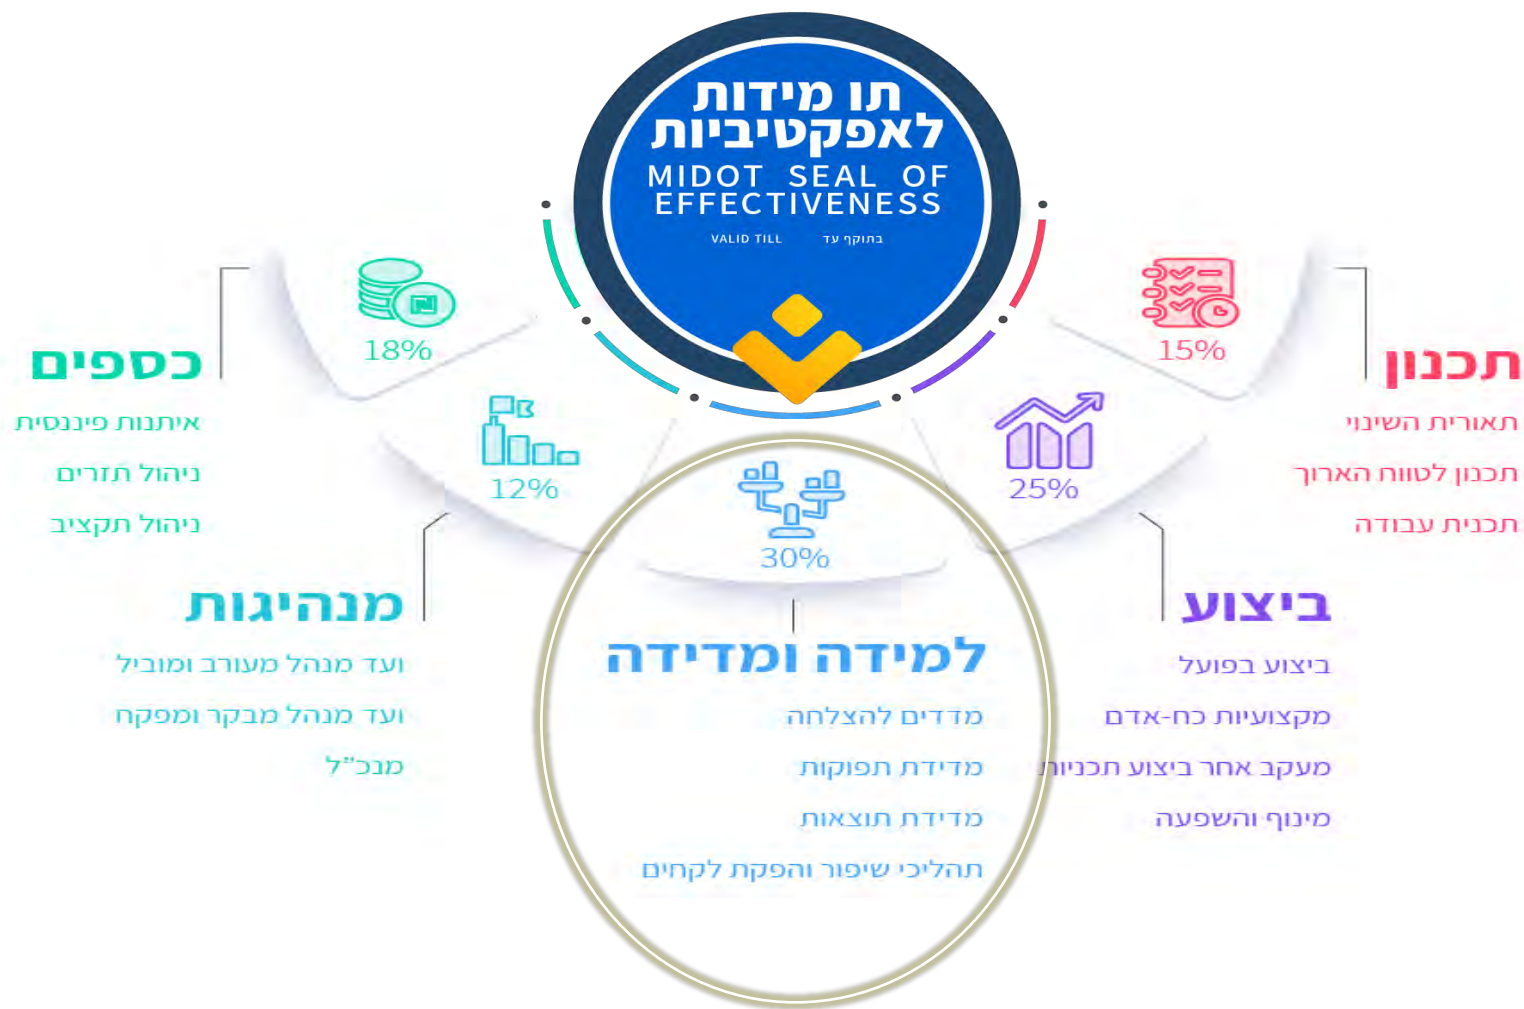 תו מידות
לאפקטיביות
MIDOT SEAL OF
EFFECTIVENESS
בתוקף עד VALID TILL
15%
תכנון
תאורית השינוי
תכנון לטווח הארוך
תכנית עבודה
25%
ביצוע
ביצוע בפועל
מקצועיות כח-אדם
מעקב אחר ביצוע תכניות
מינוף והשפעה
30%
למידה ומדידה
מדדים להצלחה
מדידת תפוקות
מדידת תוצאות
תהליכי שיפור והפקת לקחים
12%
מנהיגות
ועד מנהל מעורב ומוביל
ועד מנהל מבקר ומפקח
מנכ״ל
18%
כספים
איתנות פיננסית
ניהול תזרים
ניהול תקציב